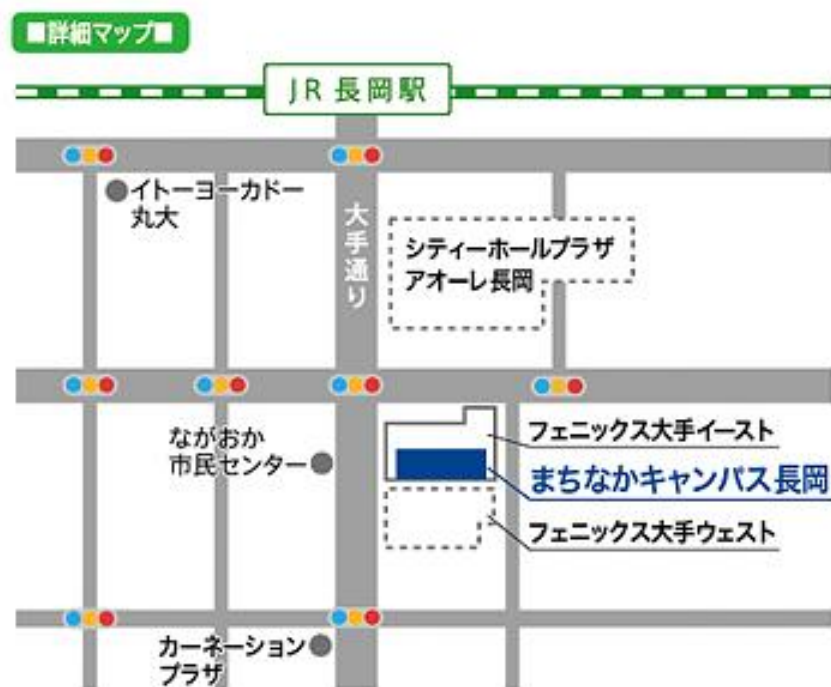 ■詳細マップ■
JR 長岡駅
イトーヨーカドー
丸大
大手通り
シティーホールプラザ
アオーレ長岡
ながおか
市民センター
フェニックス大手イースト
まちなかキャンパス長岡
フェニックス大手ウェスト
カーネーション
プラザ